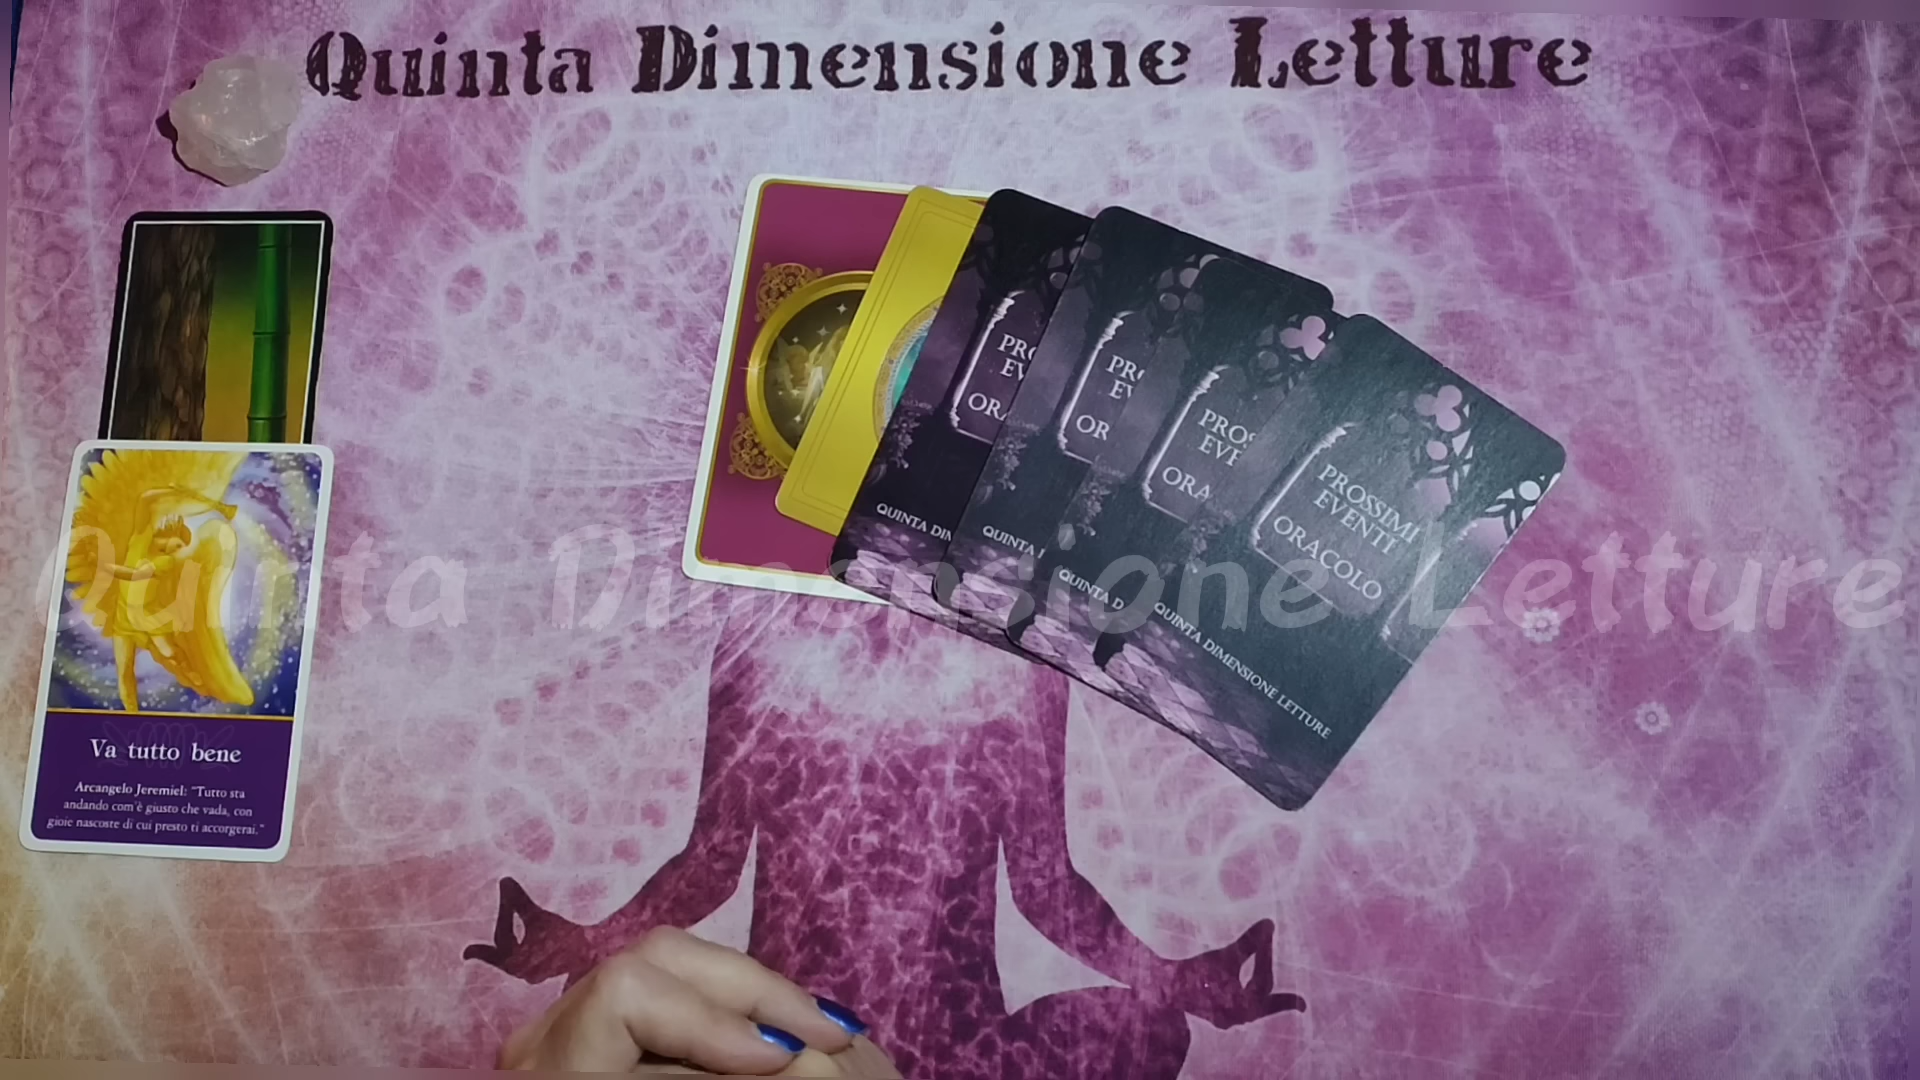 Quinta Dimensione Letture
PROSSIMI
EVENTI
ORACOLO
QUINTA DIMENSIONE LETTURE
Quinta Dimensione Letture
Va tutto bene
Arcangelo Jeremiel: "Tutto sta
andando com'è giusto che vada, con
gioie nascoste di cui presto ti accorgerai."